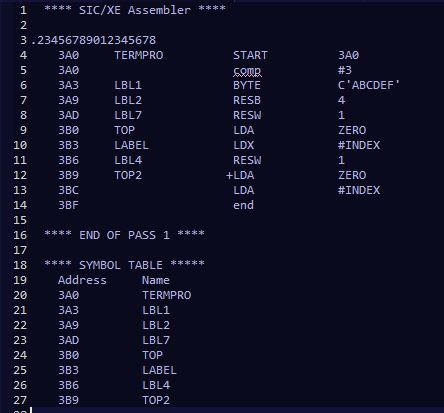 1 **** SIC/XE Assembler ****
2
3 .23456789012345678
4 3A0 TERMPRO START 3A0
5 3A0 comp #3
6 3A3 LBL1 BYTE C'ABCDEF'
7 3A9 LBL2 RESB 4
8 3AD LBL7 RESW 1
9 3B0 TOP LDA ZERO
10 3B3 LABEL LDX #INDEX
11 3B6 LBL4 RESW 1
12 3B9 TOP2 +LDA ZERO
13 3BC LDA #INDEX
14 3BF end
15
16 **** END OF PASS 1 ****
17
18 **** SYMBOL TABLE *****
19 Address Name
20 3A0 TERMPRO
21 3A3 LBL1
22 3A9 LBL2
23 3AD LBL7
24 3B0 TOP
25 3B3 LABEL
26 3B6 LBL4
27 3B9 TOP2